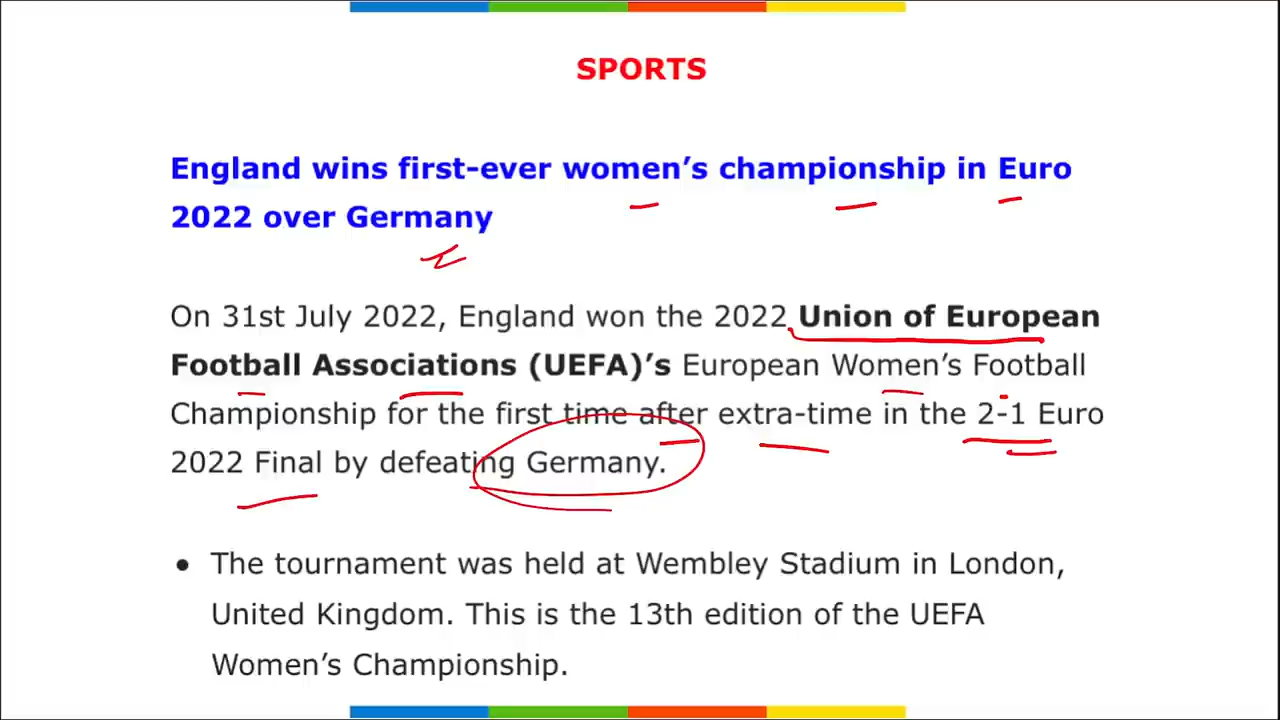 SPORTS
England wins first-ever women’s championship in Euro
2022 over Germany
On 31st July 2022, England won the 2022 Union of European
Football Associations (UEFA)’s European Women’s Football
Championship for the first time after extra-time in the 2-1 Euro
2022 Final by defeating Germany.
● The tournament was held at Wembley Stadium in London,
United Kingdom. This is the 13th edition of the UEFA
Women’s Championship.